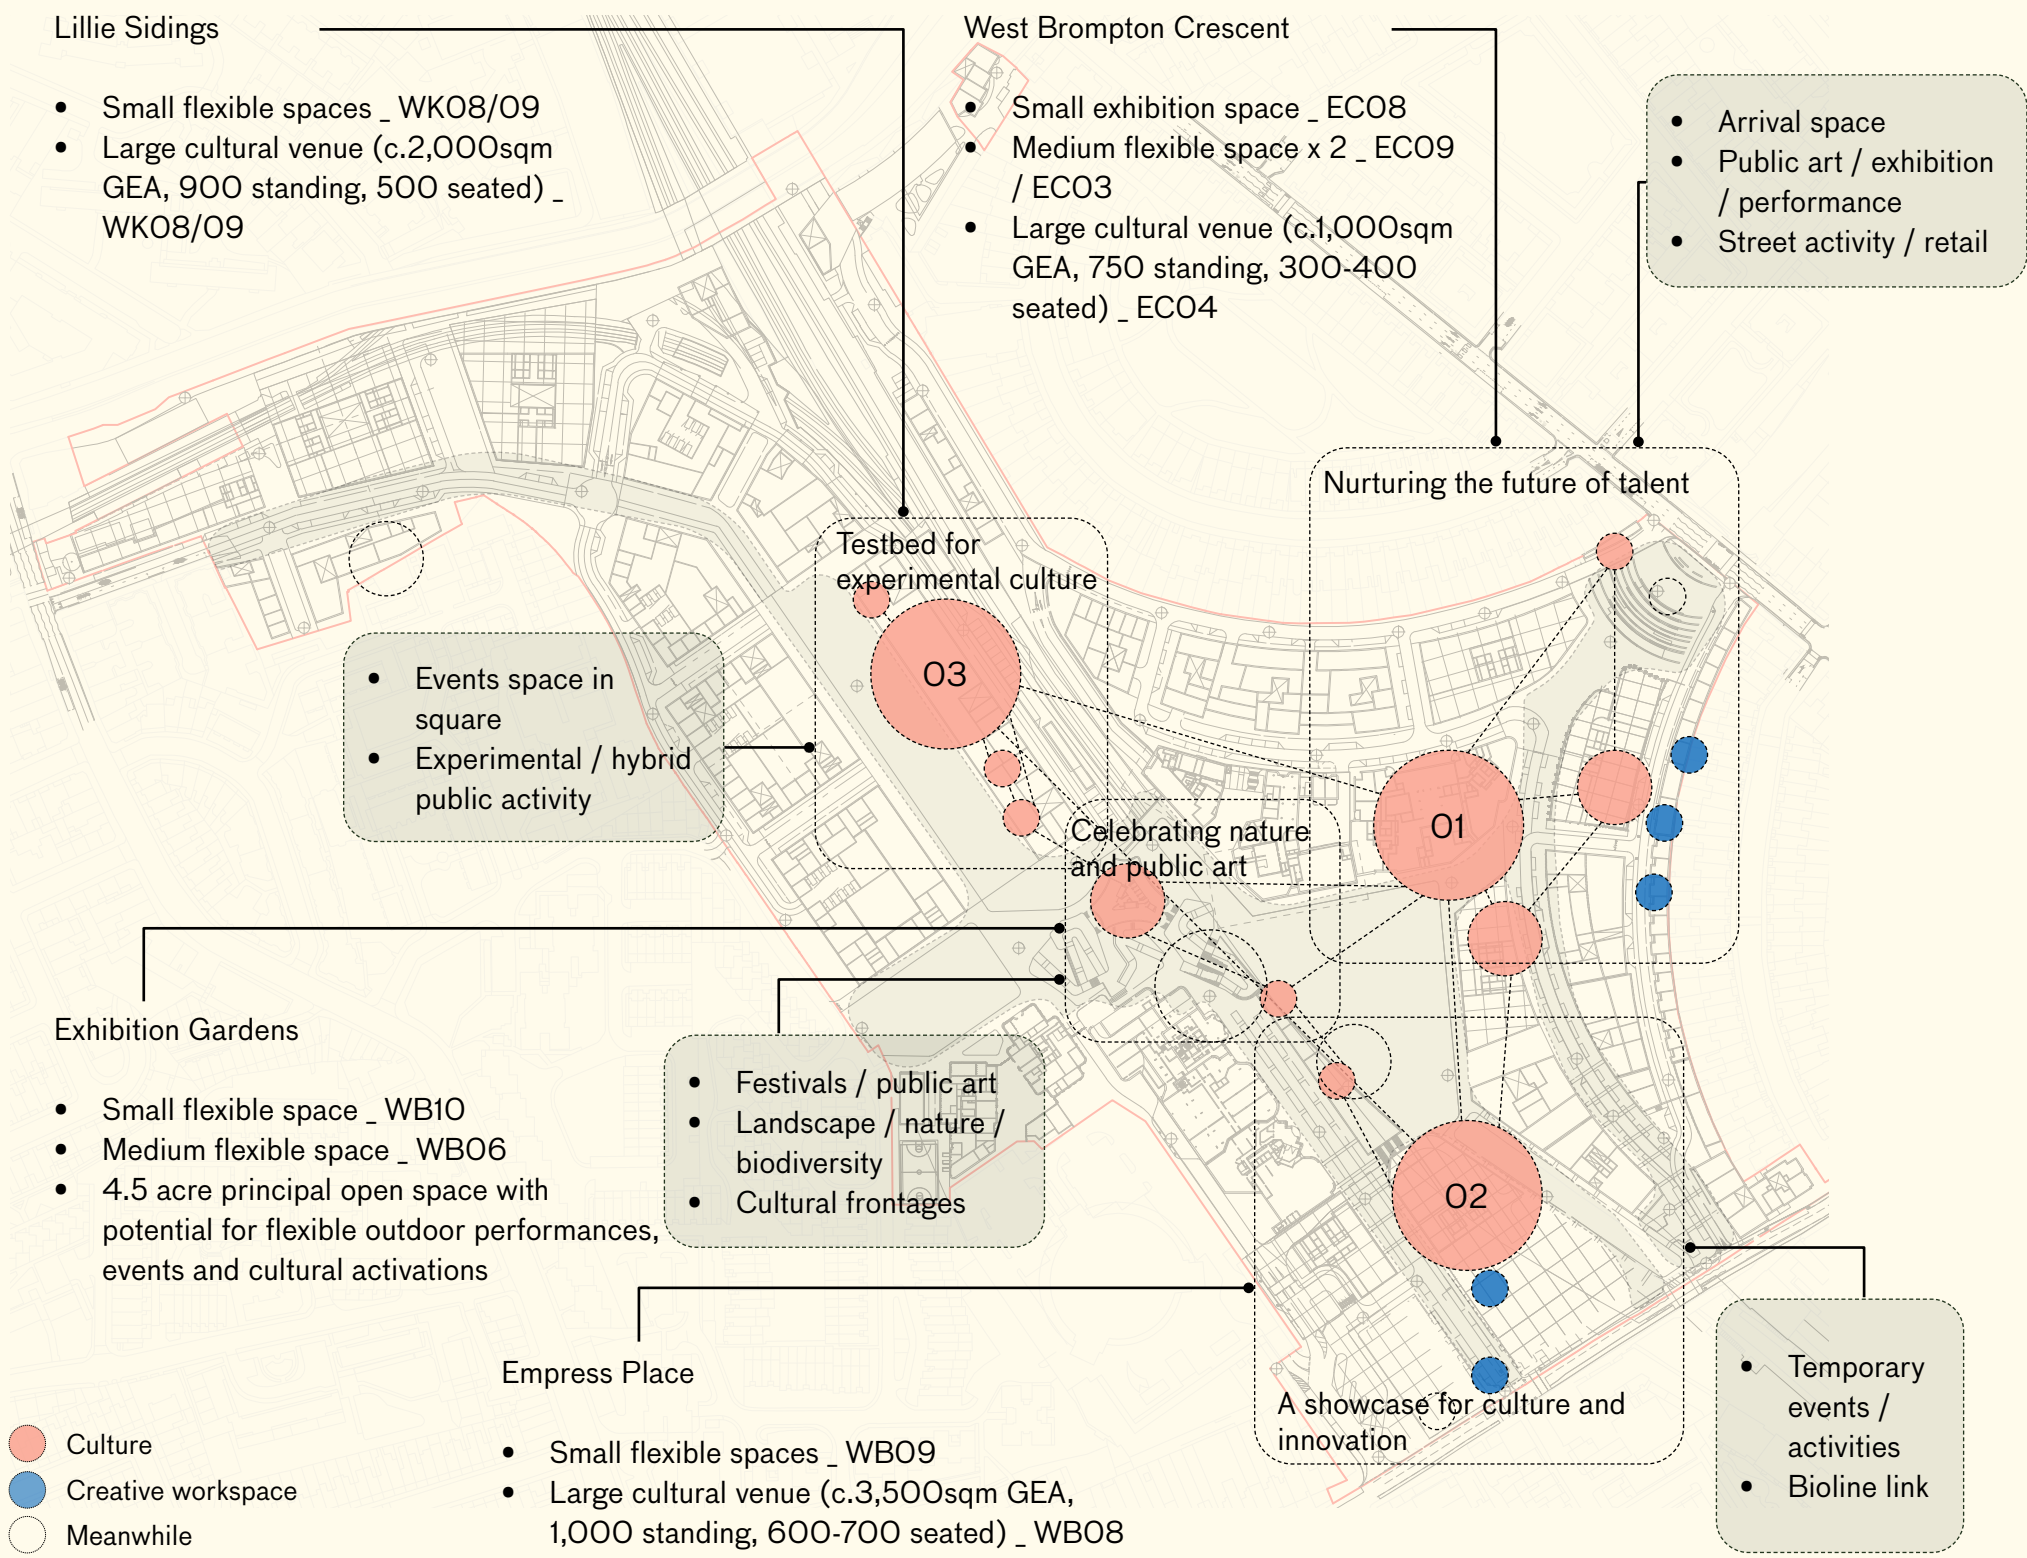 Lillie Sidings
• Small flexible spaces _ WK08/09
• Large cultural venue (c.2,000sqm
GEA, 900 standing, 500 seated) _
WK08/09
West Brompton Crescent
• Small exhibition space _ EC08
• Medium flexible space x 2 _ EC09
/ EC03
• Large cultural venue (c.1,000sqm
GEA, 750 standing, 300-400
seated) _ EC04
• Arrival space
• Public art / exhibition
/ performance
• Street activity / retail
Nurturing the future of talent
Testbed for
experimental culture
03
• Events space in
square
• Experimental / hybrid
public activity
01
Celebrating nature
and public art
Exhibition Gardens
• Small flexible space _ WB10
• Medium flexible space _ WB06
• 4.5 acre principal open space with
potential for flexible outdoor performances,
events and cultural activations
• Festivals / public art
• Landscape / nature /
biodiversity
• Cultural frontages
02
A showcase for culture and
innovation
• Temporary
events /
activities
• Bioline link
Empress Place
• Small flexible spaces _ WB09
• Large cultural venue (c.3,500sqm GEA,
1,000 standing, 600-700 seated) _ WB08
Culture
Creative workspace
Meanwhile